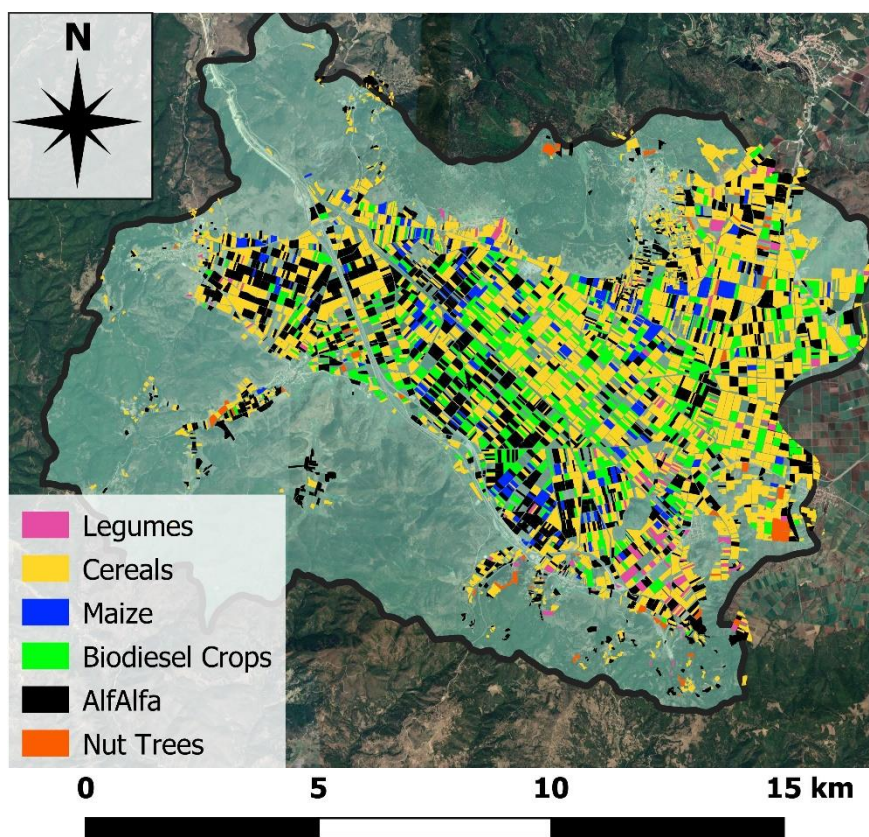 N
Legumes
Cereals
Maize
Biodiesel Crops
AlfAlfa
Nut Trees
0 5 10 15 km